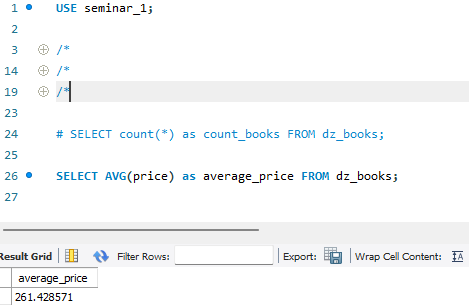 1 USE seminar_1;
2
3 /*
14 /*
19 /*
23
24 # SELECT count(*) as count_books FROM dz_books;
25
26 SELECT AVG(price) as average_price FROM dz_books;
27
Result Grid Filter Rows: Export: Wrap Cell Content: IA
average_price
261.428571